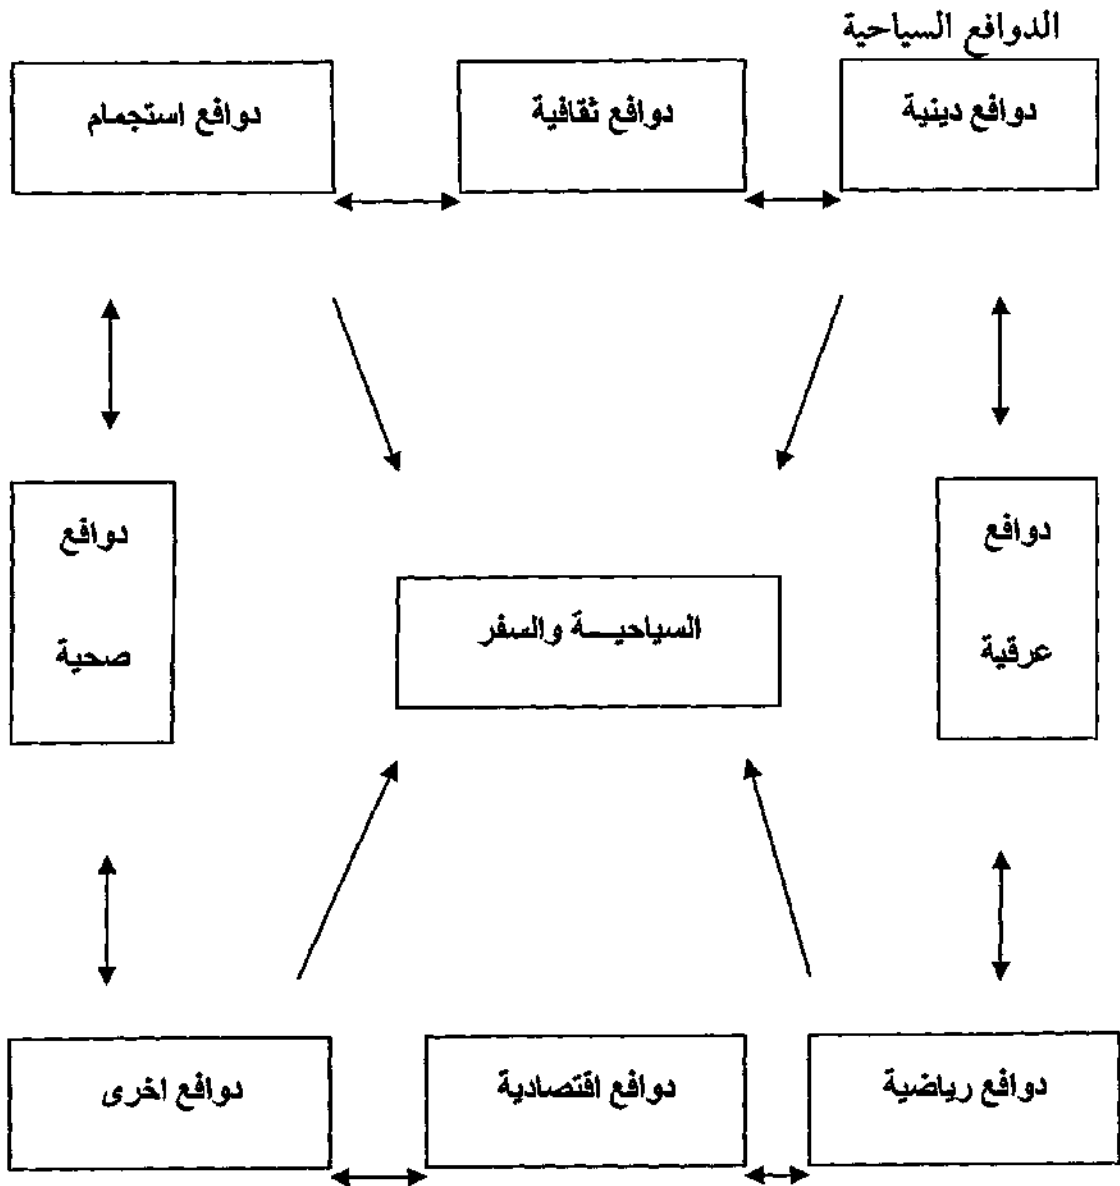 الدوافع السياحية
دوافع دينية
دوافع ثقافية
دوافع استجمام
دوافع
عرقية
دوافع
صحية
السياحيـــة والسفر
دوافع رياضية
دوافع اقتصادية
دوافع اخرى